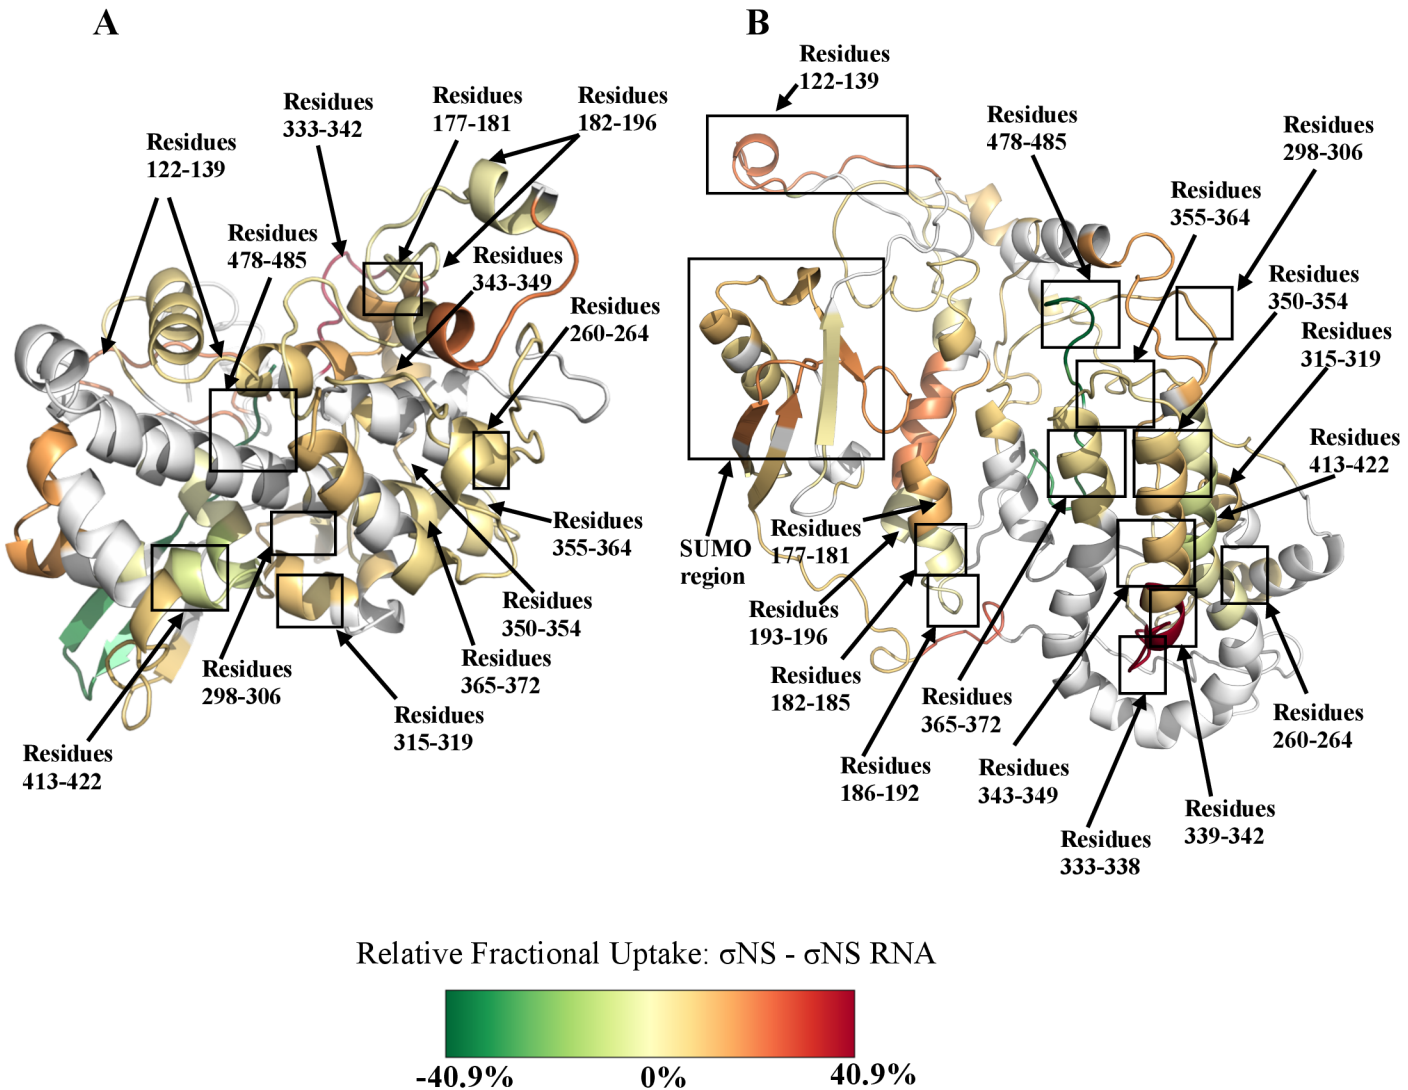 A
B
Residues
122-139
Residues
333-342
Residues
177-181
Residues
182-196
Residues
122-139
Residues
478-485
Residues
343-349
Residues
260-264
Residues
355-364
Residues
350-354
Residues
365-372
Residues
298-306
Residues
315-319
Residues
413-422
Residues
122-139
Residues
478-485
Residues
298-306
Residues
355-364
Residues
350-354
Residues
315-319
Residues
413-422
SUMO
region
Residues
177-181
Residues
193-196
Residues
182-185
Residues
186-192
Residues
365-372
Residues
343-349
Residues
333-338
Residues
339-342
Residues
260-264
Relative Fractional Uptake: σNS - σNS RNA
-40.9%
0%
40.9%